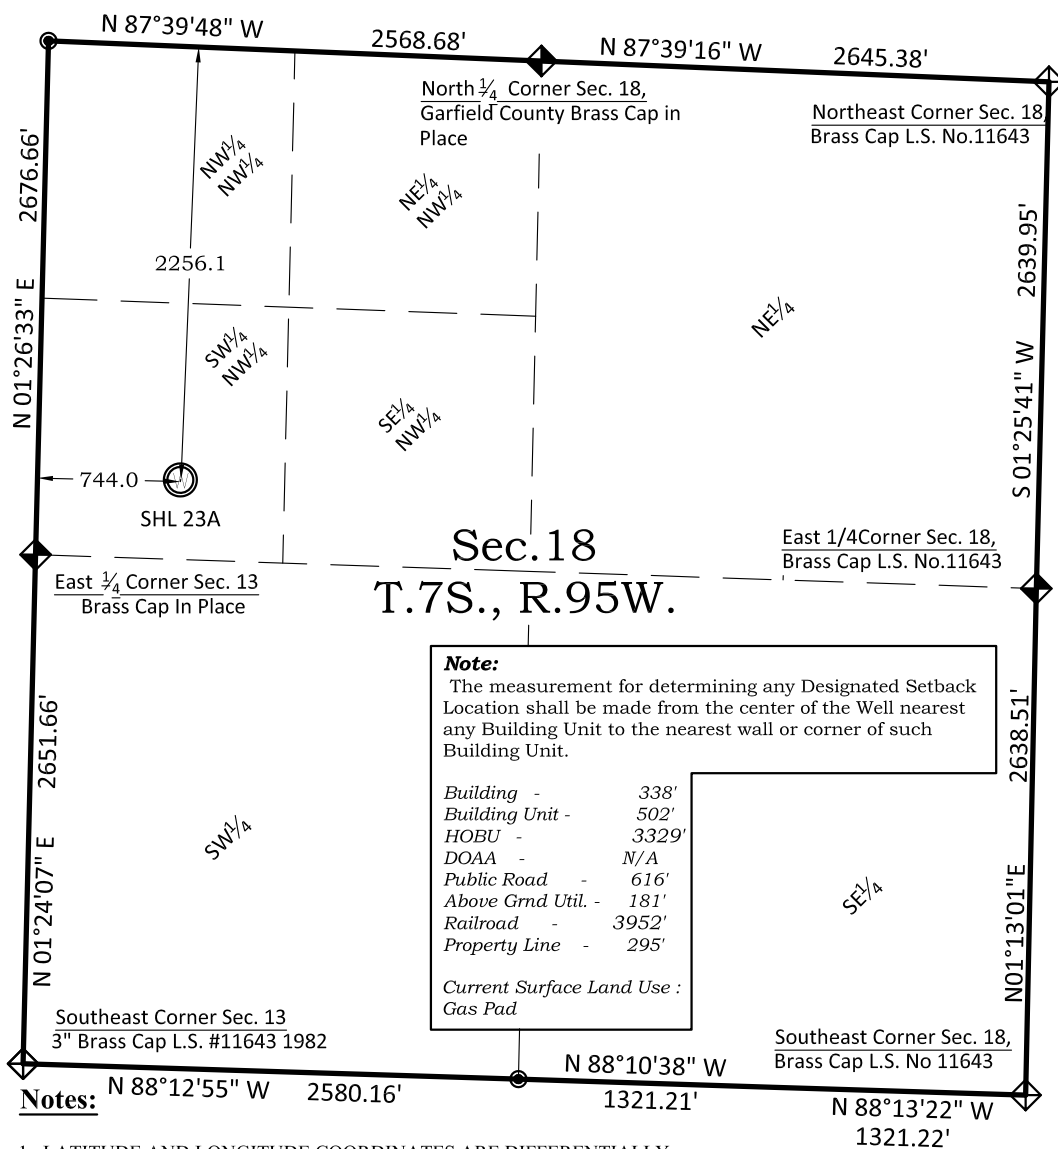 N 87°39'48" W
2568.68'
N 87°39'16" W
2645.38'
North 1/4 Corner Sec. 18,
Garfield County Brass Cap in
Place
Northeast Corner Sec. 18,
Brass Cap L.S. No.11643
2676.66'
N 01°26'33" E
NW1/4
NW1/4
NE1/4
NW1/4
2256.1
2639.95'
S 01°25'41" W
NE1/4
SW1/4
NW1/4
SE1/4
NW1/4
744.0
SHL 23A
Sec.18
T.7S., R.95W.
East 1/4Corner Sec. 18,
Brass Cap L.S. No.11643
East 1/4 Corner Sec. 13
Brass Cap In Place
Note:
The measurement for determining any Designated Setback
Location shall be made from the center of the Well nearest
any Building Unit to the nearest wall or corner of such
Building Unit.
Building - 338'
Building Unit - 502'
HOBU - 3329'
DOAA - N/A
Public Road - 616'
Above Grnd Util. - 181'
Railroad - 3952'
Property Line - 295'
Current Surface Land Use :
Gas Pad
2651.66'
N 01°24'07" E
SW1/4
SE1/4
2638.51'
N01°13'01"E
Southeast Corner Sec. 13
3" Brass Cap L.S. #11643 1982
Southeast Corner Sec. 18,
Brass Cap L.S. No 11643
N 88°12'55" W
2580.16'
N 88°10'38" W
1321.21'
N 88°13'22" W
1321.22'
Notes:
1. LATITUDE AND LONGITUDE COORDINATES ARE DIFFERENTIALLY